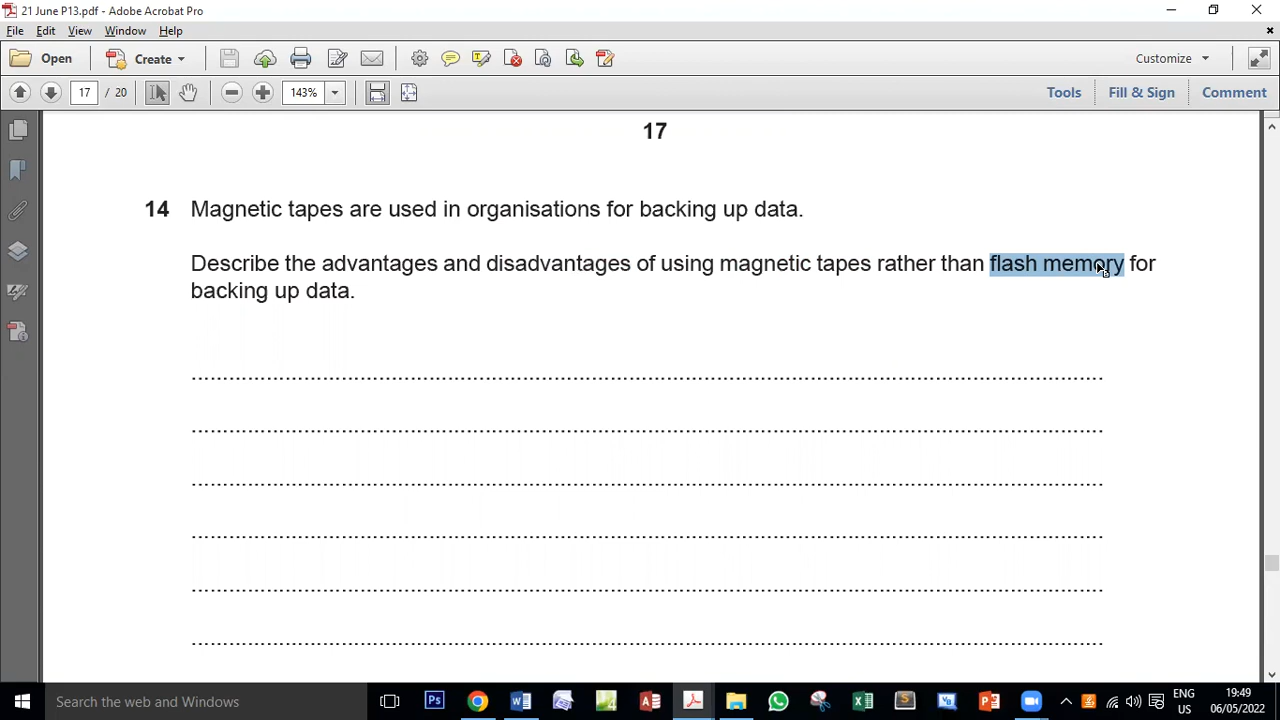 21 June P13.pdf - Adobe Acrobat Pro
File Edit View Window Help
Open Create Customize
17 / 20 143% Tools Fill & Sign Comment
17
14 Magnetic tapes are used in organisations for backing up data.
Describe the advantages and disadvantages of using magnetic tapes rather than flash memory for
backing up data.
................................................................................
................................................................................
................................................................................
................................................................................
................................................................................
................................................................................
Search the web and Windows
ENG 19:49
US 06/05/2022